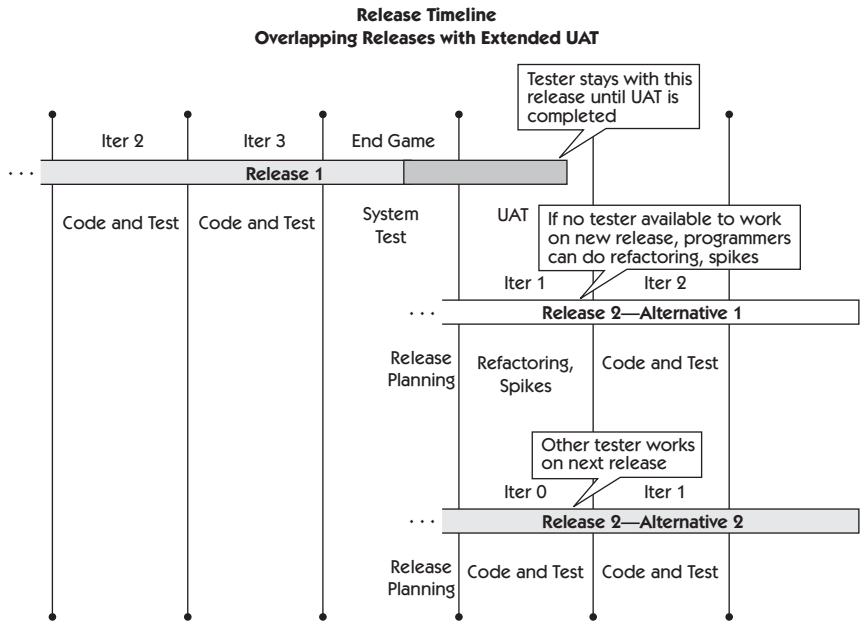 Release Timeline
Overlapping Releases with Extended UAT
Tester stays with this
release until UAT is
completed
Iter 2
Iter 3
End Game
. . .
Release 1
Code and Test
Code and Test
System
Test
UAT
If no tester available to work
on new release, programmers
can do refactoring, spikes
Iter 1
Iter 2
. . .
Release 2—Alternative 1
Release
Planning
Refactoring,
Spikes
Code and Test
Other tester works
on next release
Iter 0
Iter 1
. . .
Release 2—Alternative 2
Release
Planning
Code and Test
Code and Test